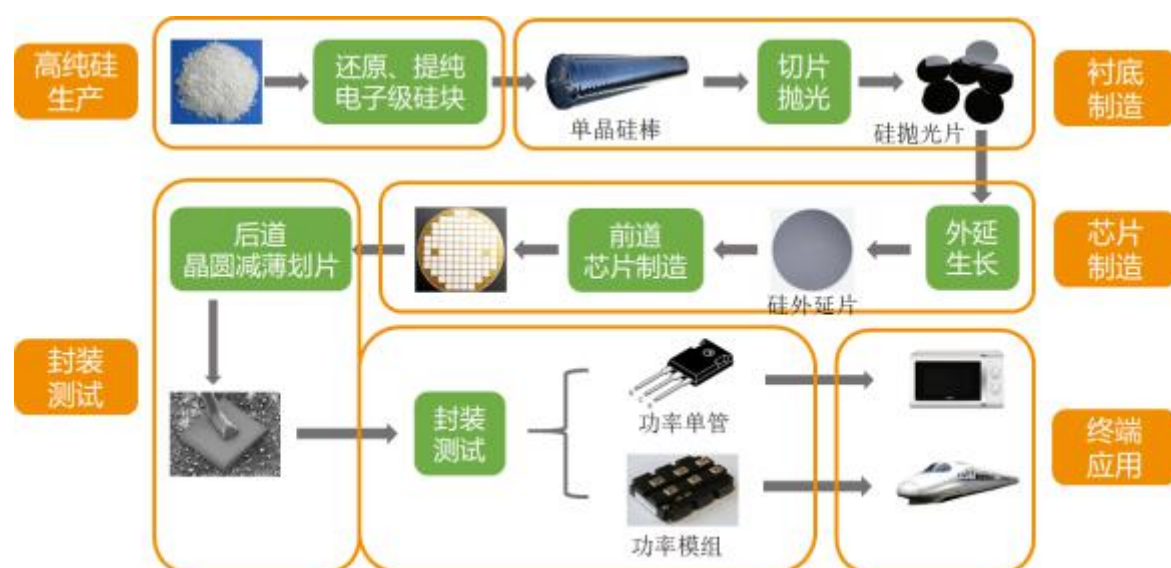 高纯硅
生产
还原、提纯
电子级硅块
单晶硅棒
切片
抛光
硅抛光片
衬底
制造
后道
晶圆减薄划片
前道
芯片制造
硅外延片
外延
生长
芯片
制造
封装
测试
封装
测试
功率单管
功率模组
终端
应用